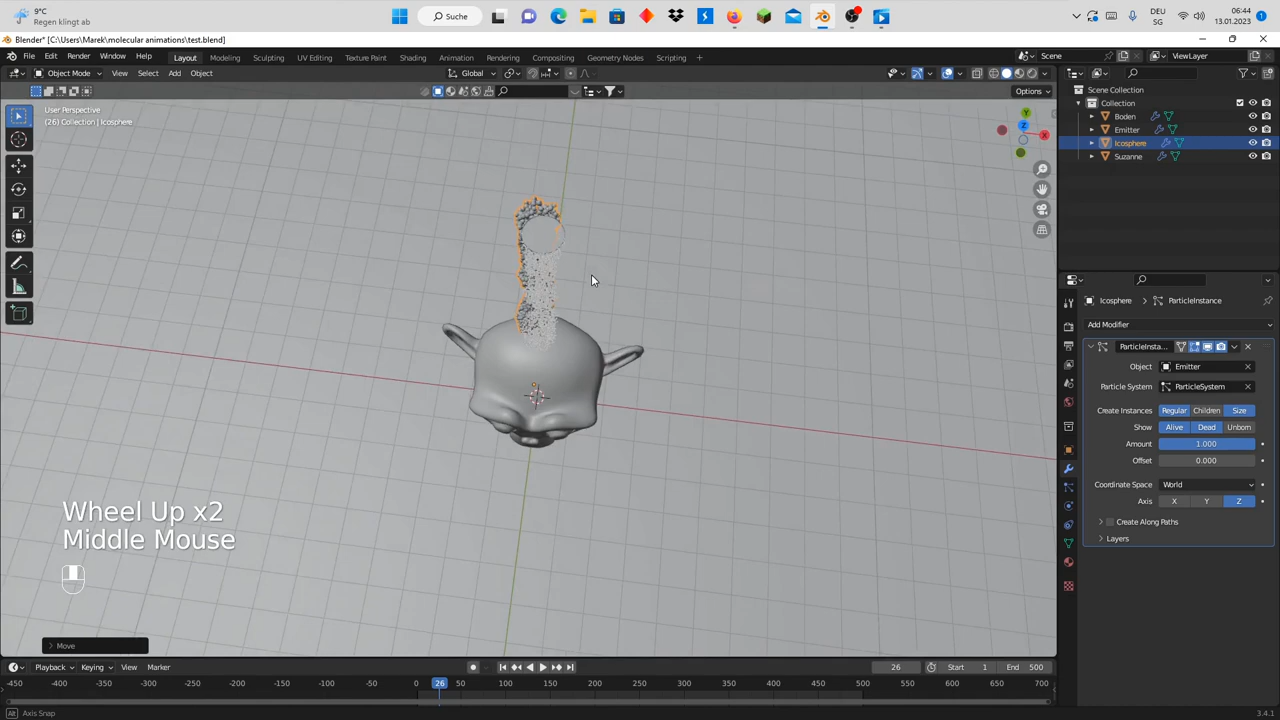 9°C
Regen klingt ab
Suche
DEU
SG
06:44
13.01.2023
Blender* [C:\Users\Marek\molecular animations\test.blend]
File Edit Render Window Help
Layout Modeling Sculpting UV Editing Texture Paint Shading Animation Rendering Compositing Geometry Nodes Scripting
Scene
ViewLayer
Object Mode View Select Add Object
Global
Options
User Perspective
(26) Collection | Icosphere
Z
Y
X
Scene Collection
Collection
Boden
Emitter
Icosphere
Suzanne
Icosphere > ParticleInstance
Add Modifier
ParticleInsta...
Object Emitter
Particle System ParticleSystem
Create Instances Regular Children Size
Show Alive Dead Unborn
Amount 1.000
Offset 0.000
Coordinate Space World
Axis X Y Z
Create Along Paths
Layers
Wheel Up x2
Middle Mouse
> Move
Playback Keying View Marker
26
Start 1
End 500
-450 -400 -350 -300 -250 -200 -150 -100 -50 0 26 50 100 150 200 250 300 350 400 450 500 550 600 650 700
Axis Snap
3.4.1